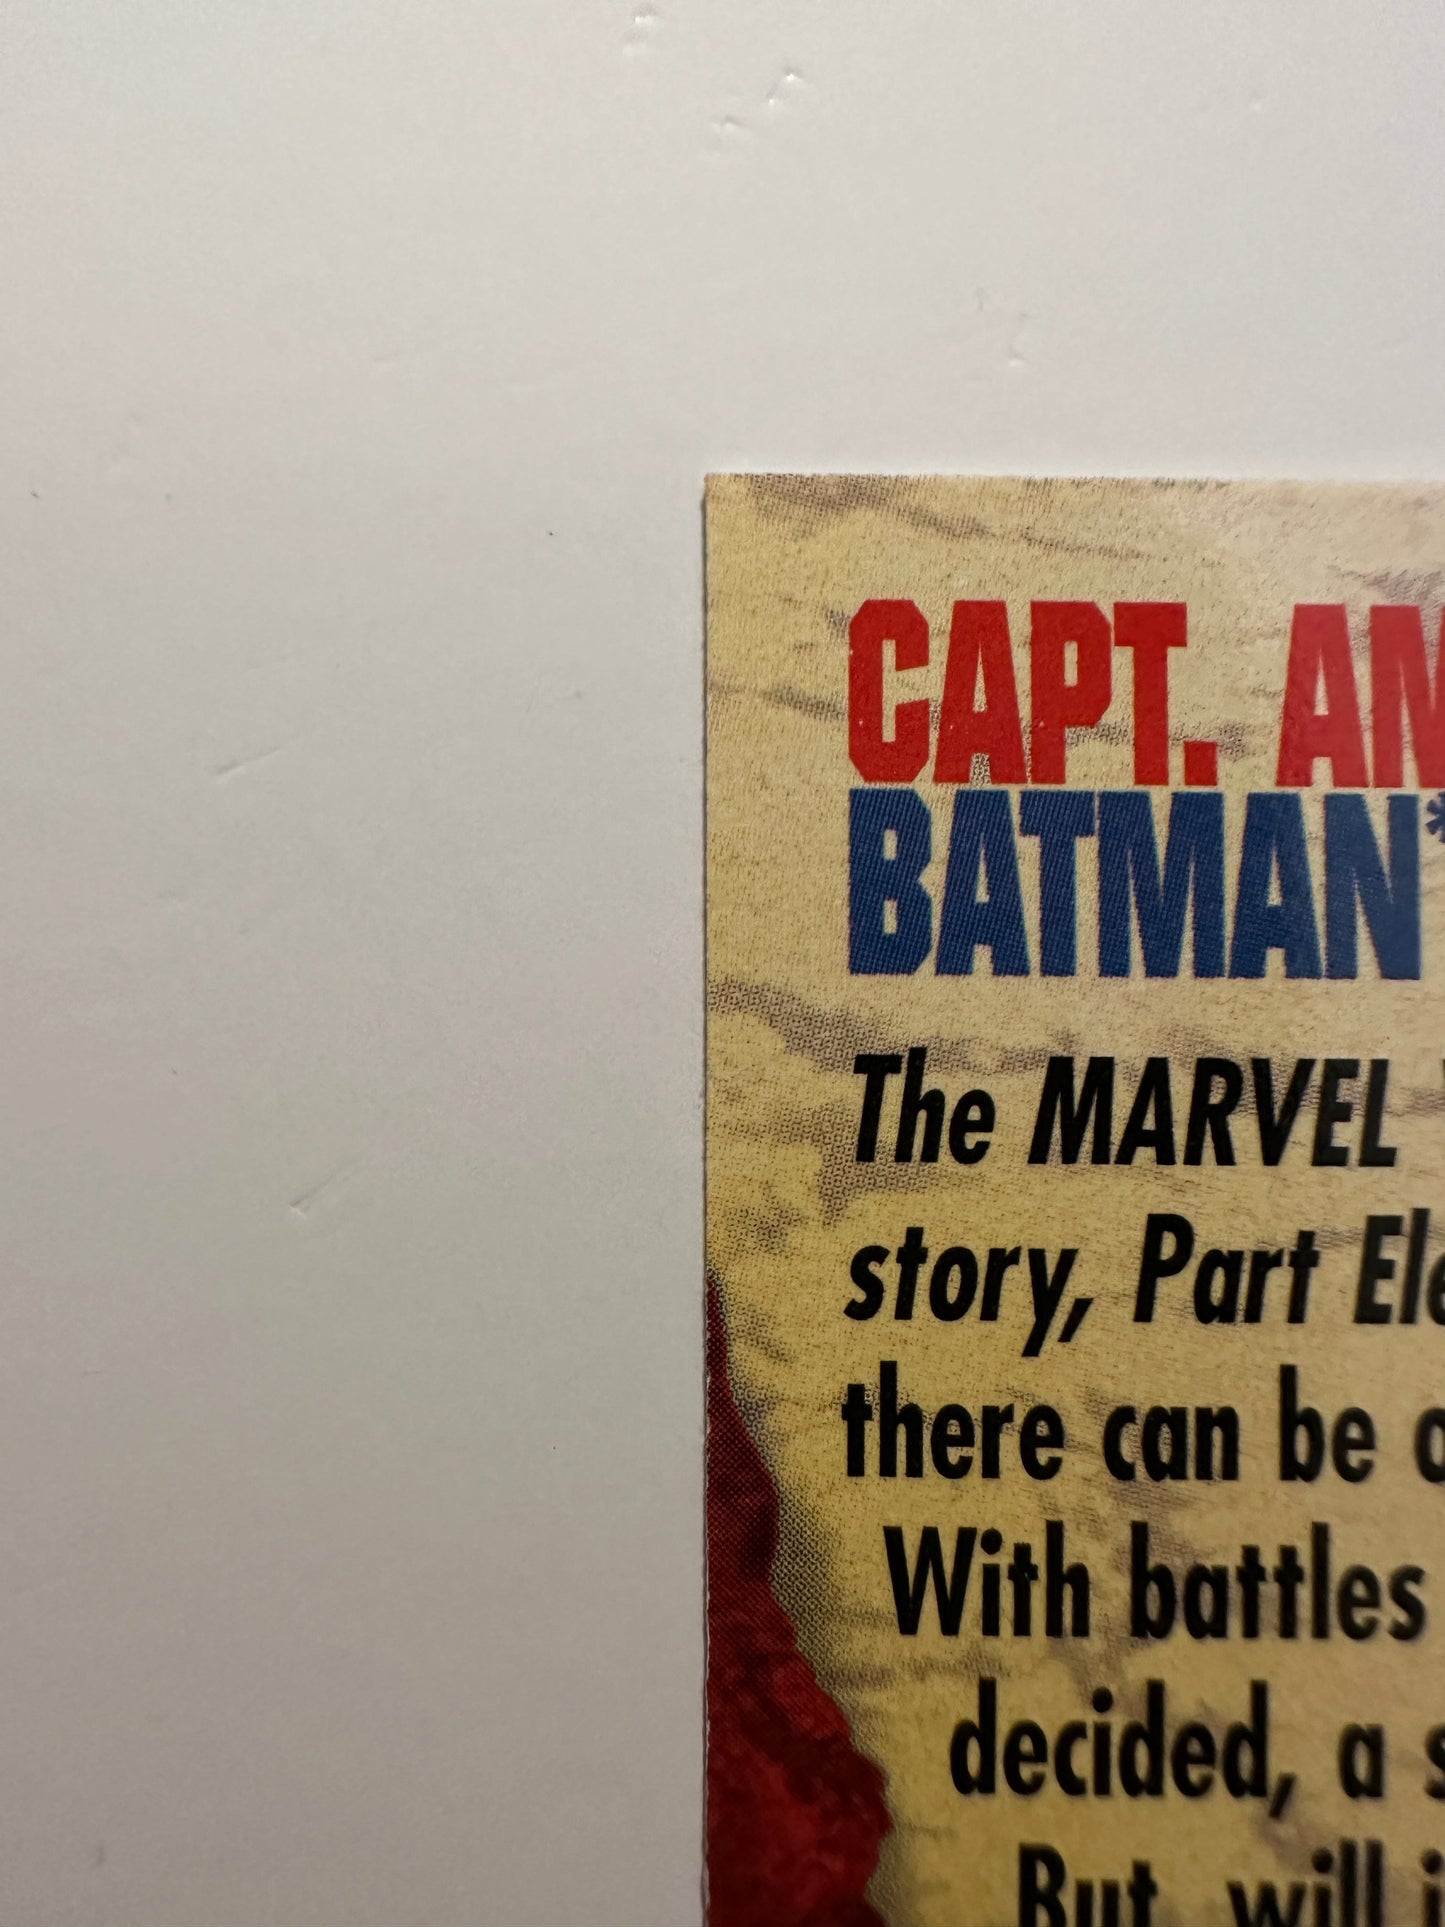 CAPT. AM
BATMAN*
The MARVEL
story, Part Ele
there can be
With battles
decided, a s
But, will i